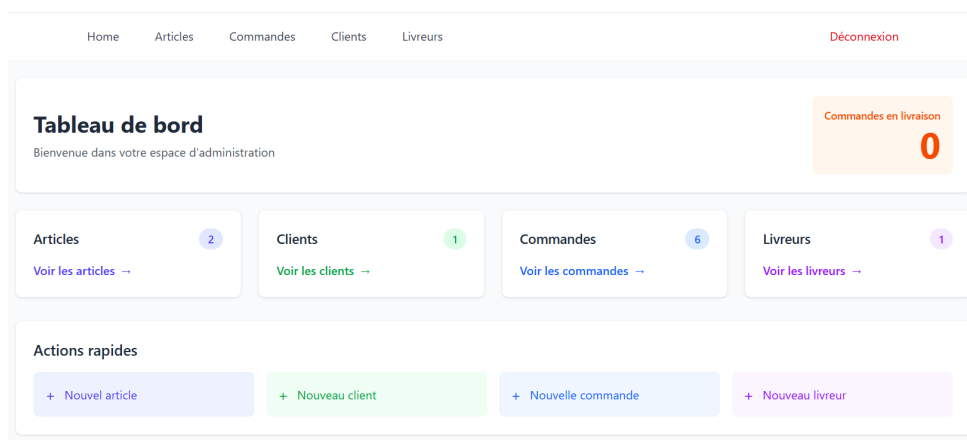 Home Articles Commandes Clients Livreurs Déconnexion
Tableau de bord
Bienvenue dans votre espace d'administration
Commandes en livraison
0
Articles 2
Voir les articles →
Clients 1
Voir les clients →
Commandes 6
Voir les commandes →
Livreurs 1
Voir les livreurs →
Actions rapides
+ Nouvel article
+ Nouveau client
+ Nouvelle commande
+ Nouveau livreur